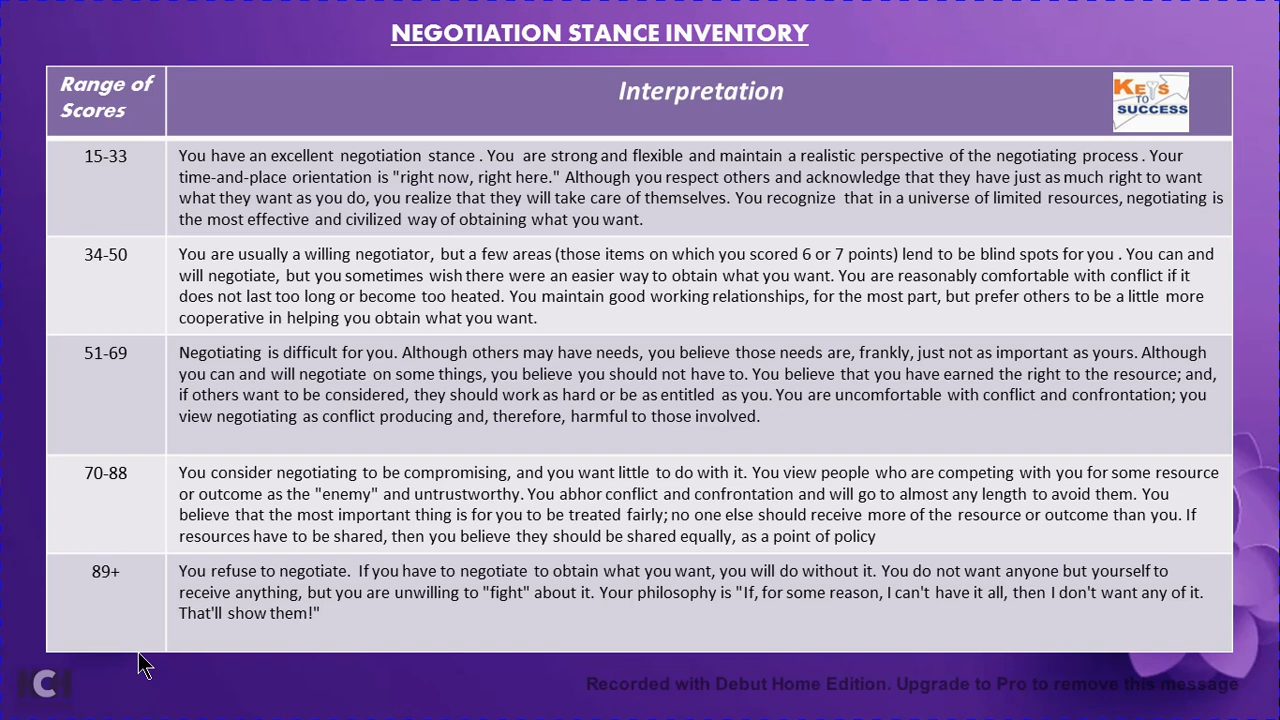 NEGOTIATION STANCE INVENTORY
Range of
Scores
Interpretation
KEYS
TO
SUCCESS
15-33
You have an excellent negotiation stance . You are strong and flexible and maintain a realistic perspective of the negotiating process . Your
time-and-place orientation is "right now, right here." Although you respect others and acknowledge that they have just as much right to want
what they want as you do, you realize that they will take care of themselves. You recognize that in a universe of limited resources, negotiating is
the most effective and civilized way of obtaining what you want.
34-50
You are usually a willing negotiator, but a few areas (those items on which you scored 6 or 7 points) lend to be blind spots for you . You can and
will negotiate, but you sometimes wish there were an easier way to obtain what you want. You are reasonably comfortable with conflict if it
does not last too long or become too heated. You maintain good working relationships, for the most part, but prefer others to be a little more
cooperative in helping you obtain what you want.
51-69
Negotiating is difficult for you. Although others may have needs, you believe those needs are, frankly, just not as important as yours. Although
you can and will negotiate on some things, you believe you should not have to. You believe that you have earned the right to the resource; and,
if others want to be considered, they should work as hard or be as entitled as you. You are uncomfortable with conflict and confrontation; you
view negotiating as conflict producing and, therefore, harmful to those involved.
70-88
You consider negotiating to be compromising, and you want little to do with it. You view people who are competing with you for some resource
or outcome as the "enemy" and untrustworthy. You abhor conflict and confrontation and will go to almost any length to avoid them. You
believe that the most important thing is for you to be treated fairly; no one else should receive more of the resource or outcome than you. If
resources have to be shared, then you believe they should be shared equally, as a point of policy
89+
You refuse to negotiate. If you have to negotiate to obtain what you want, you will do without it. You do not want anyone but yourself to
receive anything, but you are unwilling to "fight" about it. Your philosophy is "If, for some reason, I can't have it all, then I don't want any of it.
That'll show them!"
C
Recorded with Debut Home Edition. Upgrade to Pro to remove this message